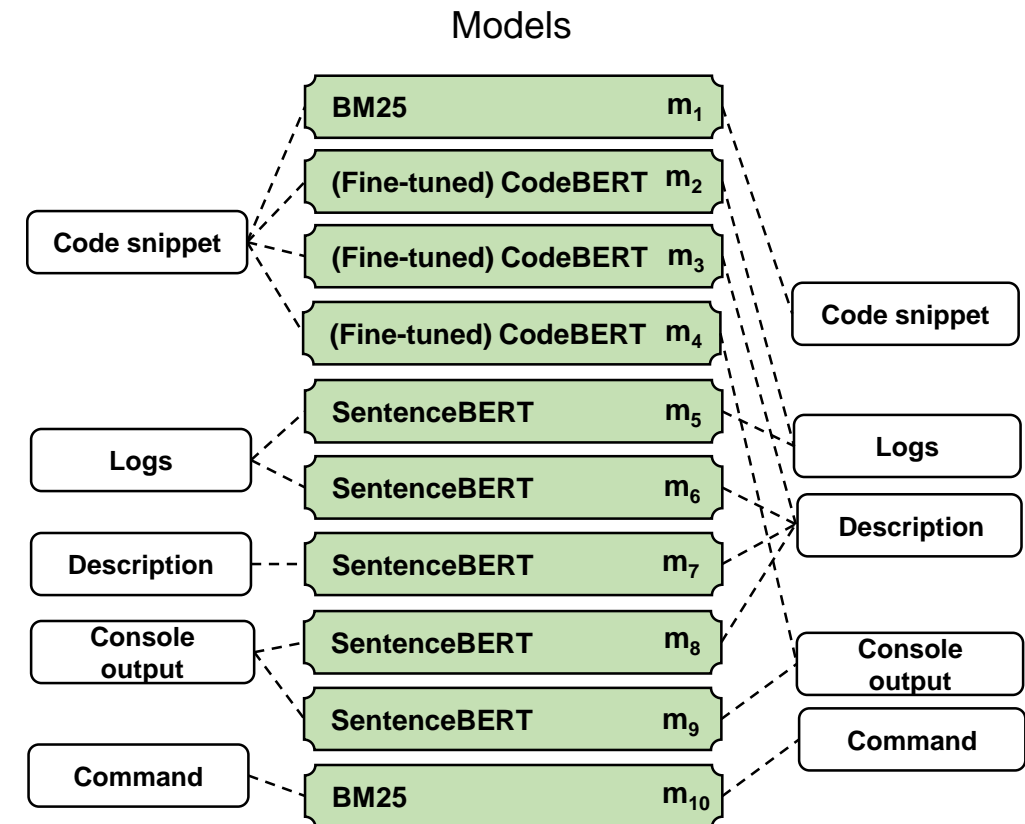 Models
BM25 m₁
(Fine-tuned) CodeBERT m₂
(Fine-tuned) CodeBERT m₃
(Fine-tuned) CodeBERT m₄
SentenceBERT m₅
SentenceBERT m₆
SentenceBERT m₇
SentenceBERT m₈
SentenceBERT m₉
BM25 m₁₀
Code snippet
Logs
Description
Console
output
Command
Code snippet
Logs
Description
Console
output
Command